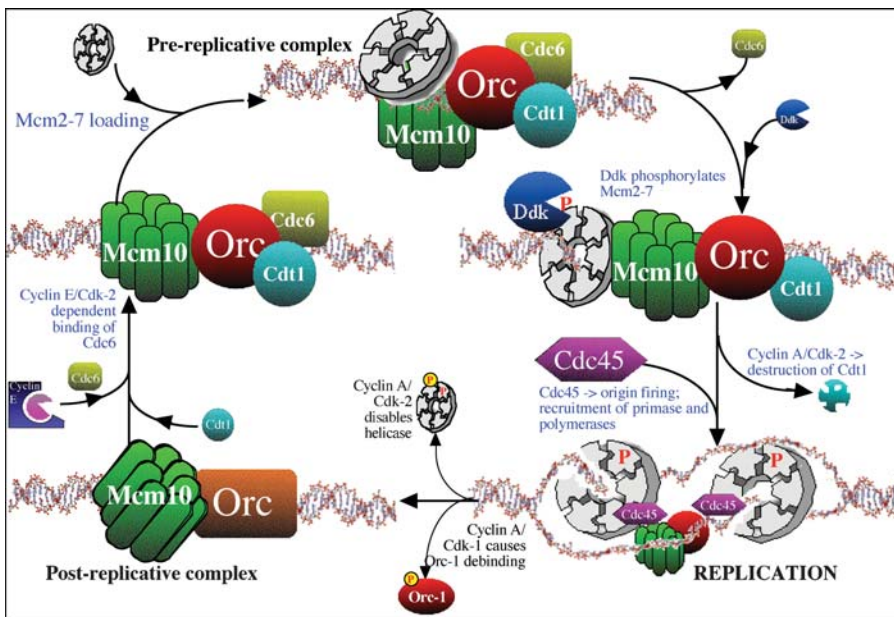 Pre-replicative complex
Cdc6
Orc
Cdt1
Mcm10
Cdc6
Ddk
Mcm2-7 loading
Ddk phosphorylates
Mcm2-7
Ddk
P
Mcm10
Orc
Cdt1
Mcm10
Orc
Cdc6
Cdt1
Cyclin E/Cdk-2
dependent
binding of
Cdc6
Cyclin
E
Cdc6
Cdt1
Cdc45
Cdc45 -> origin firing;
recruitment of primase and
polymerases
Cyclin A/Cdk-2 ->
destruction of Cdt1
P
P
Cyclin A/
Cdk-2
disables
helicase
Mcm10
Orc
Post-replicative complex
Cyclin A/
Cdk-1 causes
Orc-1 debinding
P
Orc-1
P
P
Cdc45
Cdc45
REPLICATION